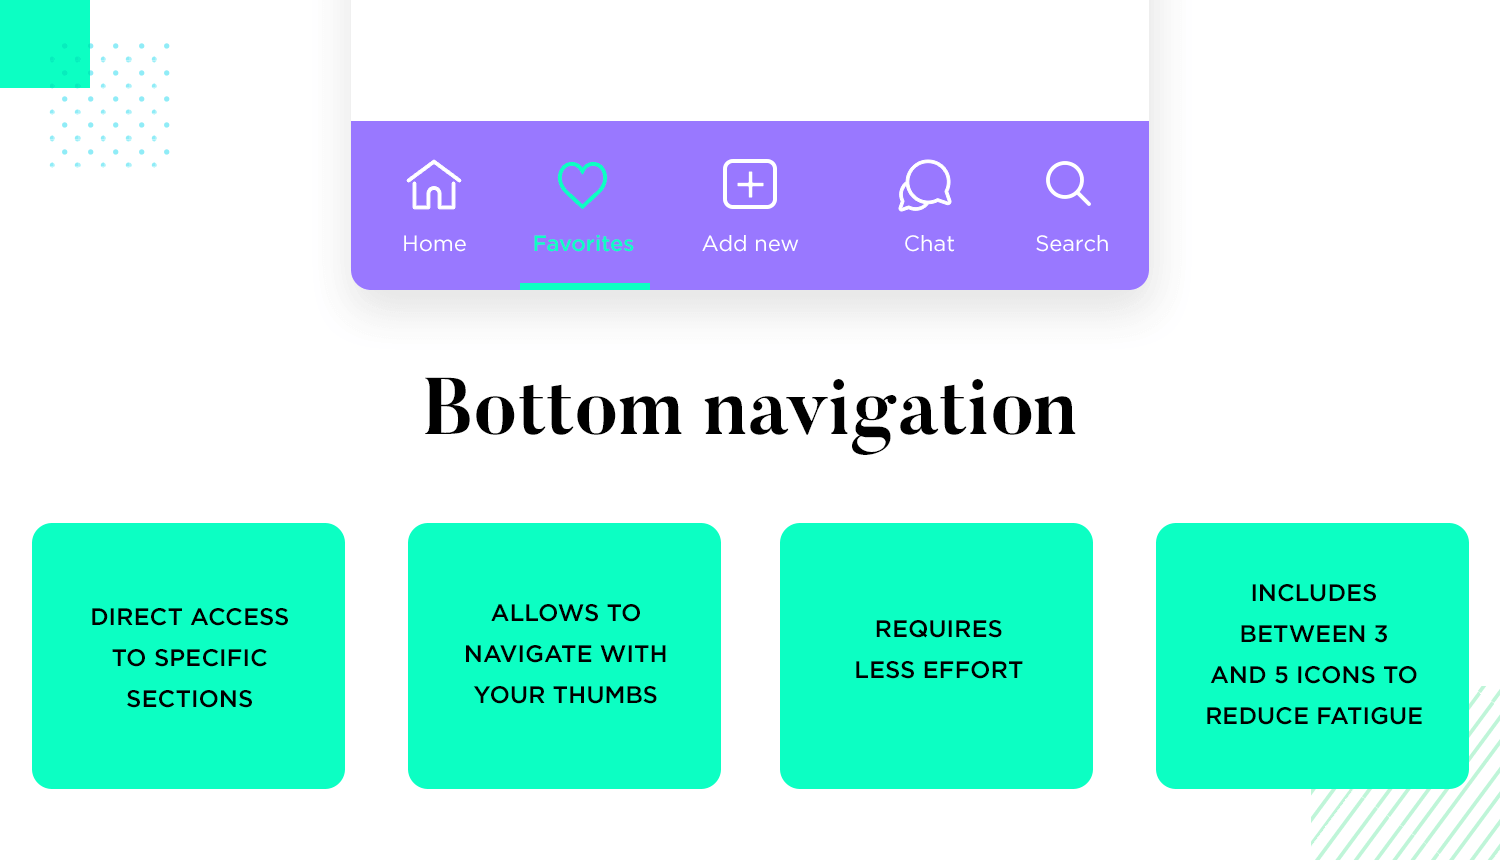 Home
Favorites
Add new
Chat
Search
Bottom navigation
DIRECT ACCESS
TO SPECIFIC
SECTIONS
ALLOWS TO
NAVIGATE WITH
YOUR THUMBS
REQUIRES
LESS EFFORT
INCLUDES
BETWEEN 3
AND 5 ICONS TO
REDUCE FATIGUE